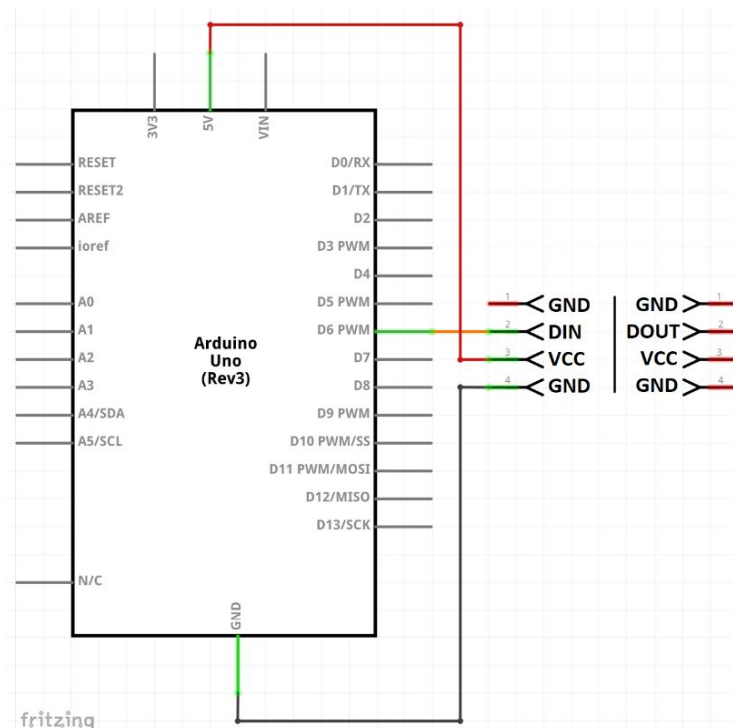 3V3
5V
VIN
RESET
RESET2
AREF
ioref
A0
A1
A2
A3
A4/SDA
A5/SCL
N/C
Arduino
Uno
(Rev3)
D0/RX
D1/TX
D2
D3 PWM
D4
D5 PWM
D6 PWM
D7
D8
D9 PWM
D10 PWM/SS
D11 PWM/MOSI
D12/MISO
D13/SCK
GND
1 GND
2 DIN
3 VCC
4 GND
GND 1
DOUT 2
VCC 3
GND 4
fritzing